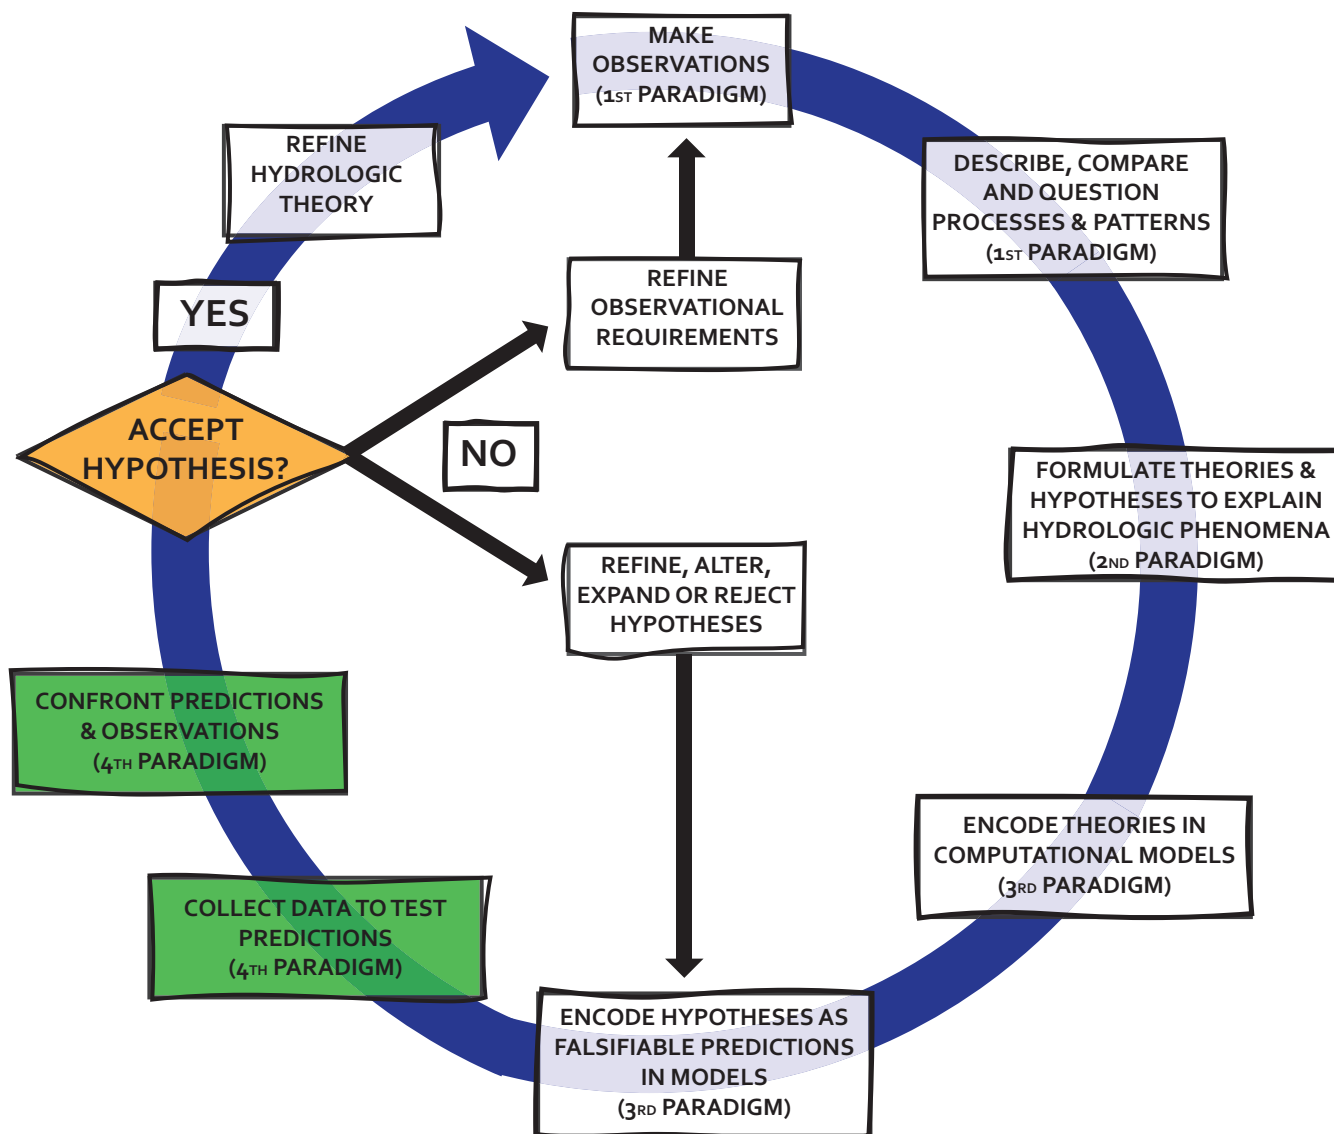 MAKE
OBSERVATIONS
(1ST PARADIGM)
DESCRIBE, COMPARE
AND QUESTION
PROCESSES & PATTERNS
(1ST PARADIGM)
FORMULATE THEORIES &
HYPOTHESES TO EXPLAIN
HYDROLOGIC PHENOMENA
(2ND PARADIGM)
ENCODE THEORIES IN
COMPUTATIONAL MODELS
(3RD PARADIGM)
ENCODE HYPOTHESES AS
FALSIFIABLE PREDICTIONS
IN MODELS
(3RD PARADIGM)
COLLECT DATA TO TEST
PREDICTIONS
(4TH PARADIGM)
CONFRONT PREDICTIONS
& OBSERVATIONS
(4TH PARADIGM)
ACCEPT
HYPOTHESIS?
YES
REFINE
HYDROLOGIC
THEORY
NO
REFINE
OBSERVATIONAL
REQUIREMENTS
REFINE, ALTER,
EXPAND OR REJECT
HYPOTHESES